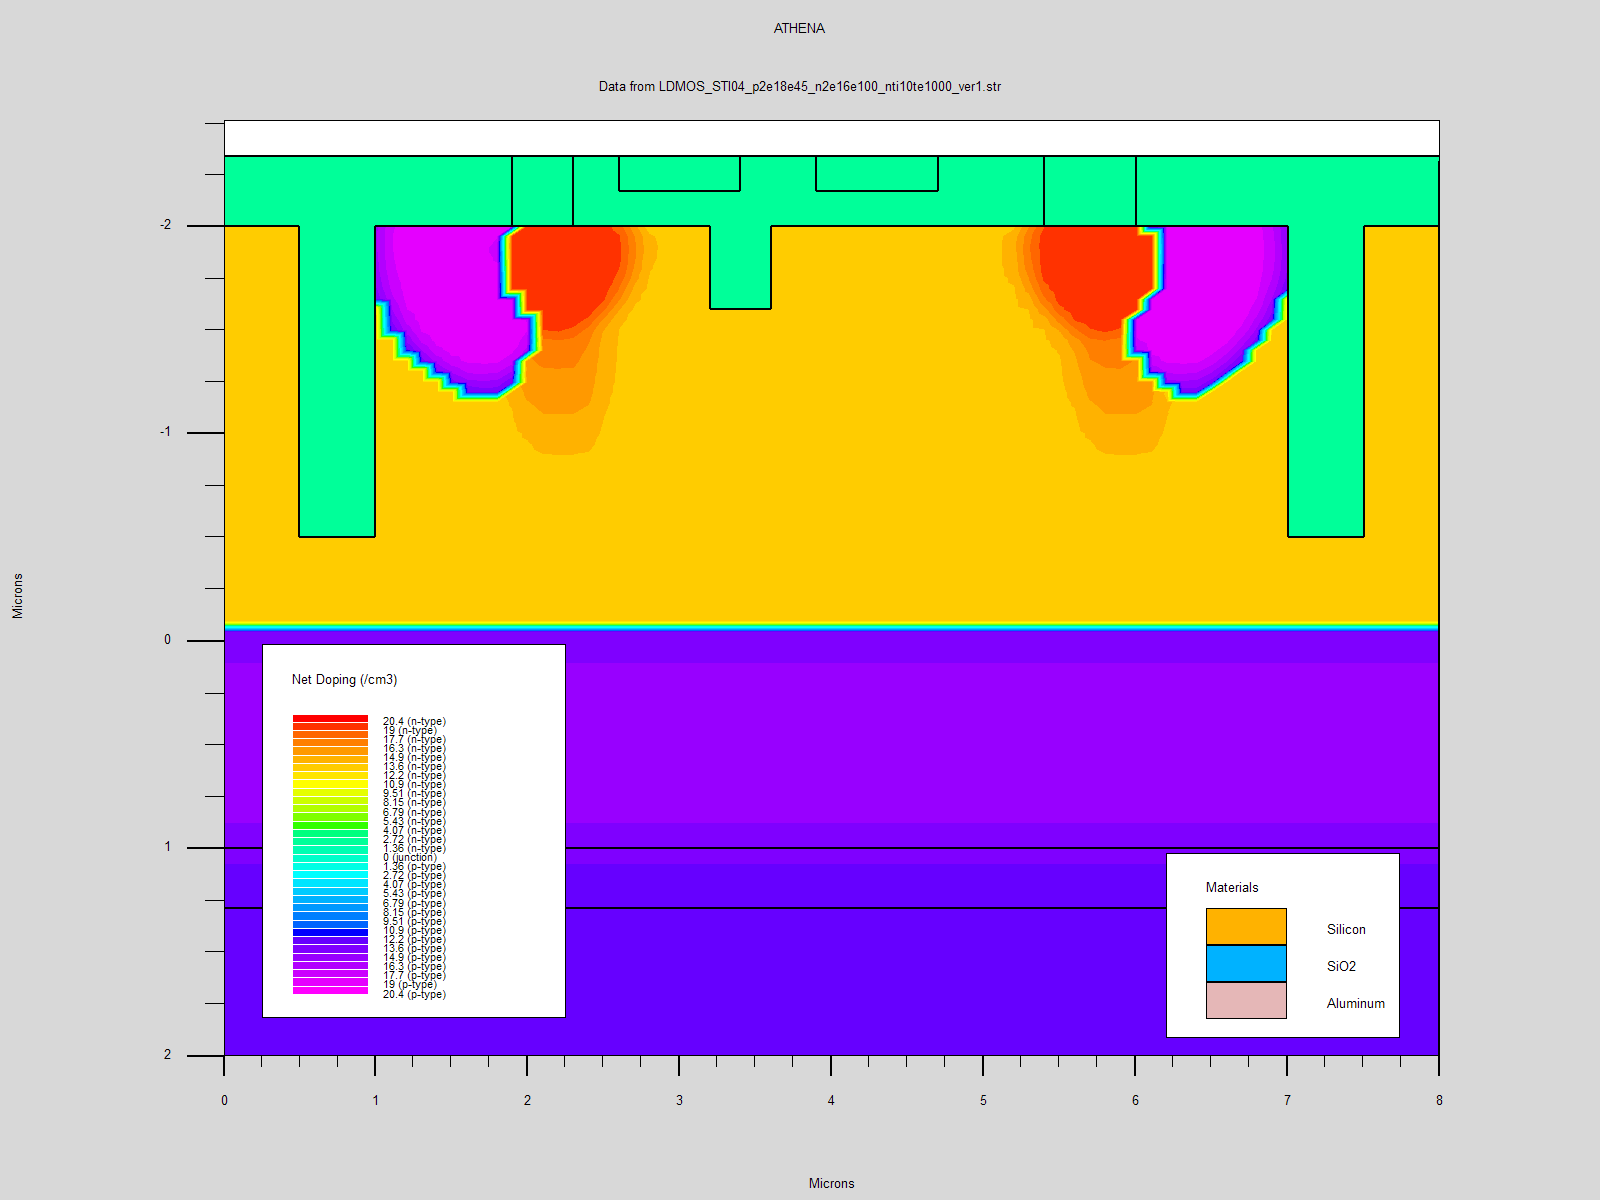 ATHENA
Data from LDMOS_STI04_p2e18e45_n2e16e100_nti10te1000_ver1.str
-2
-1
0
1
2
Microns
Net Doping (/cm3)
20.4 (n-type)
19 (n-type)
17.7 (n-type)
16.3 (n-type)
14.9 (n-type)
13.6 (n-type)
12.2 (n-type)
10.9 (n-type)
9.51 (n-type)
8.15 (n-type)
6.79 (n-type)
5.43 (n-type)
4.07 (n-type)
2.72 (n-type)
1.36 (n-type)
0 (junction)
1.36 (p-type)
2.72 (p-type)
4.07 (p-type)
5.43 (p-type)
6.79 (p-type)
8.15 (p-type)
9.51 (p-type)
10.9 (p-type)
12.2 (p-type)
13.6 (p-type)
14.9 (p-type)
16.3 (p-type)
17.7 (p-type)
19 (p-type)
20.4 (p-type)
Materials
Silicon
SiO2
Aluminum
0 1 2 3 4 5 6 7 8
Microns